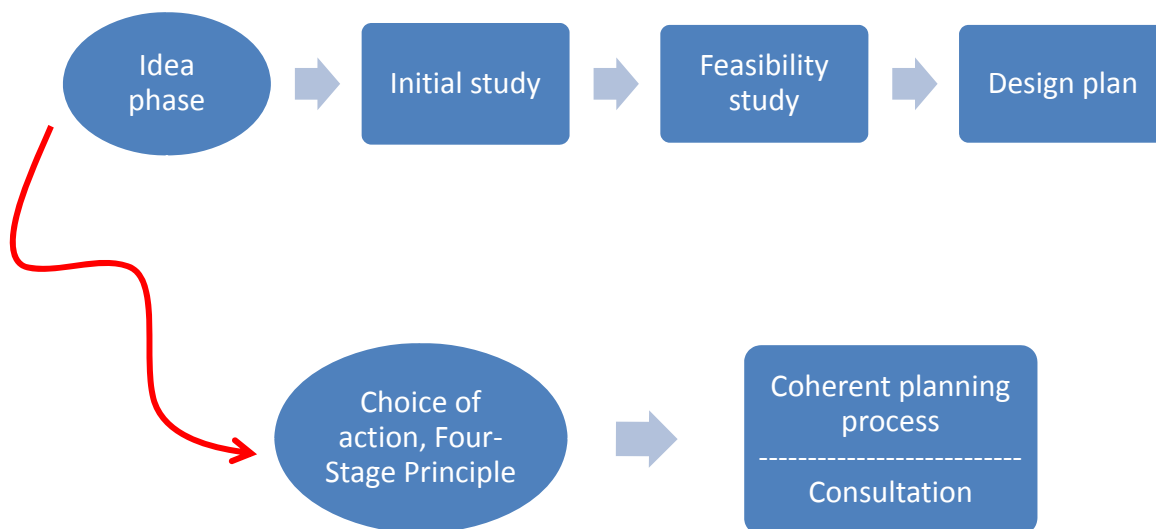 Idea
phase
Initial study
Feasibility
study
Design plan
Choice of
action, Four-
Stage Principle
Coherent planning
process
----------------------------
Consultation